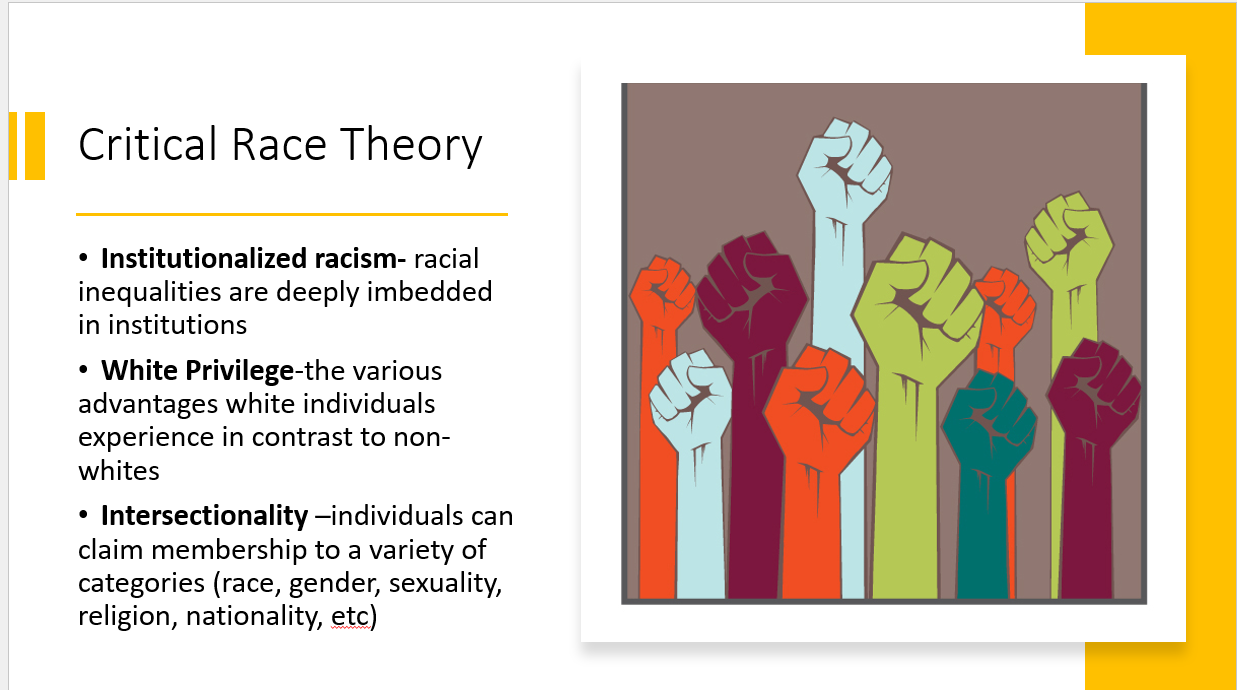 Critical Race Theory
• Institutionalized racism- racial
inequalities are deeply imbedded
in institutions
• White Privilege-the various
advantages white individuals
experience in contrast to non-
whites
• Intersectionality –individuals can
claim membership to a variety of
categories (race, gender, sexuality,
religion, nationality, etc)